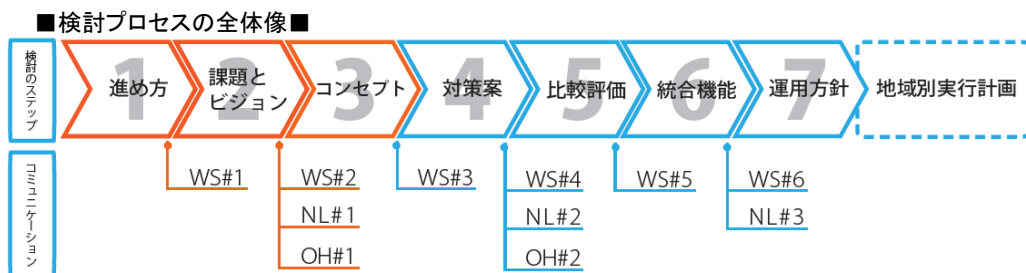 ■検討プロセスの全体像■
検討のステップ
1 進め方
2 課題と
ビジョン
3 コンセプト
4 対策案
5 比較評価
6 統合機能
7 運用方針
地域別実行計画
コミュニケーション
WS#1
WS#2
NL#1
OH#1
WS#3
WS#4
NL#2
OH#2
WS#5
WS#6
NL#3